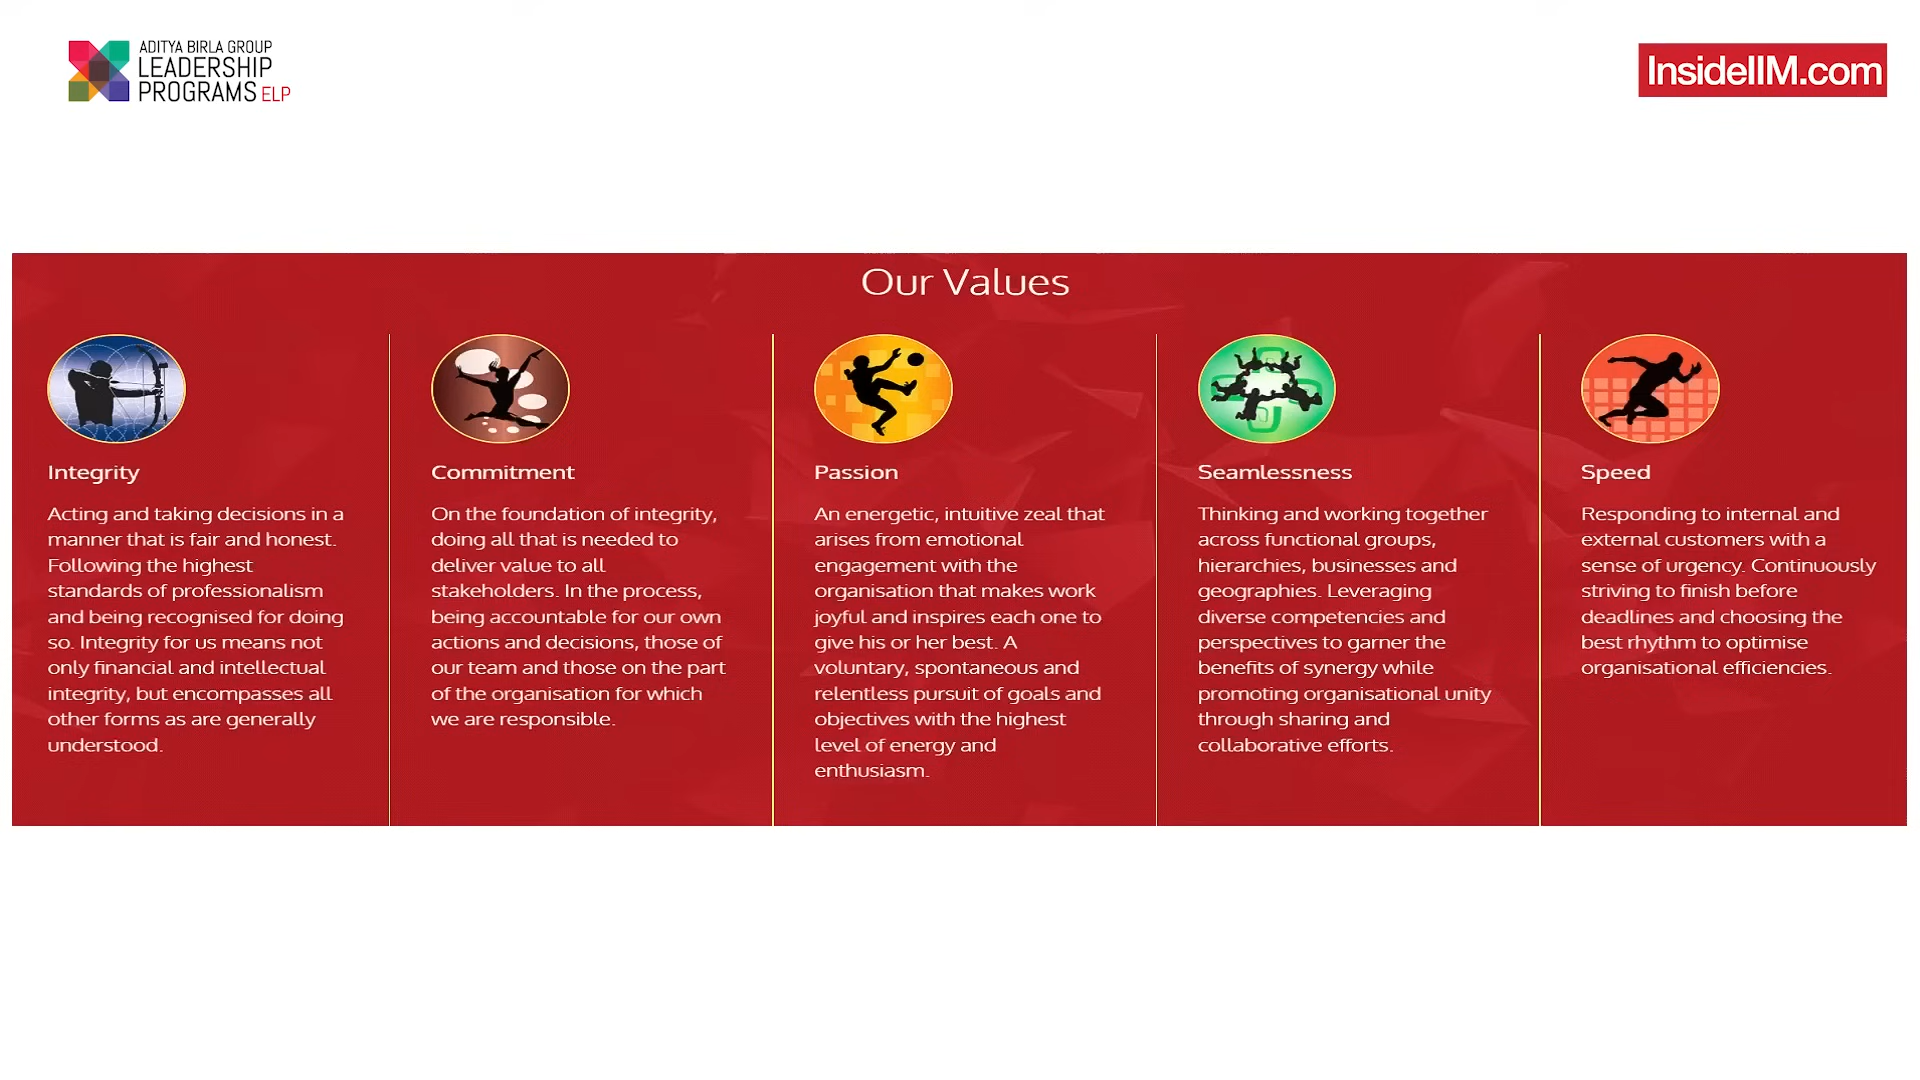 ADITYA BIRLA GROUP
LEADERSHIP
PROGRAMS ELP
InsideIIM.com
Our Values
Integrity
Acting and taking decisions in a
manner that is fair and honest.
Following the highest
standards of professionalism
and being recognised for doing
so. Integrity for us means not
only financial and intellectual
integrity, but encompasses all
other forms as are generally
understood.
Commitment
On the foundation of integrity,
doing all that is needed to
deliver value to all
stakeholders. In the process,
being accountable for our own
actions and decisions, those of
our team and those on the part
of the organisation for which
we are responsible.
Passion
An energetic, intuitive zeal that
arises from emotional
engagement with the
organisation that makes work
joyful and inspires each one to
give his or her best. A
voluntary, spontaneous and
relentless pursuit of goals and
objectives with the highest
level of energy and
enthusiasm.
Seamlessness
Thinking and working together
across functional groups,
hierarchies, businesses and
geographies. Leveraging
diverse competencies and
perspectives to garner the
benefits of synergy while
promoting organisational unity
through sharing and
collaborative efforts.
Speed
Responding to internal and
external customers with a
sense of urgency. Continuously
striving to finish before
deadlines and choosing the
best rhythm to optimise
organisational efficiencies.